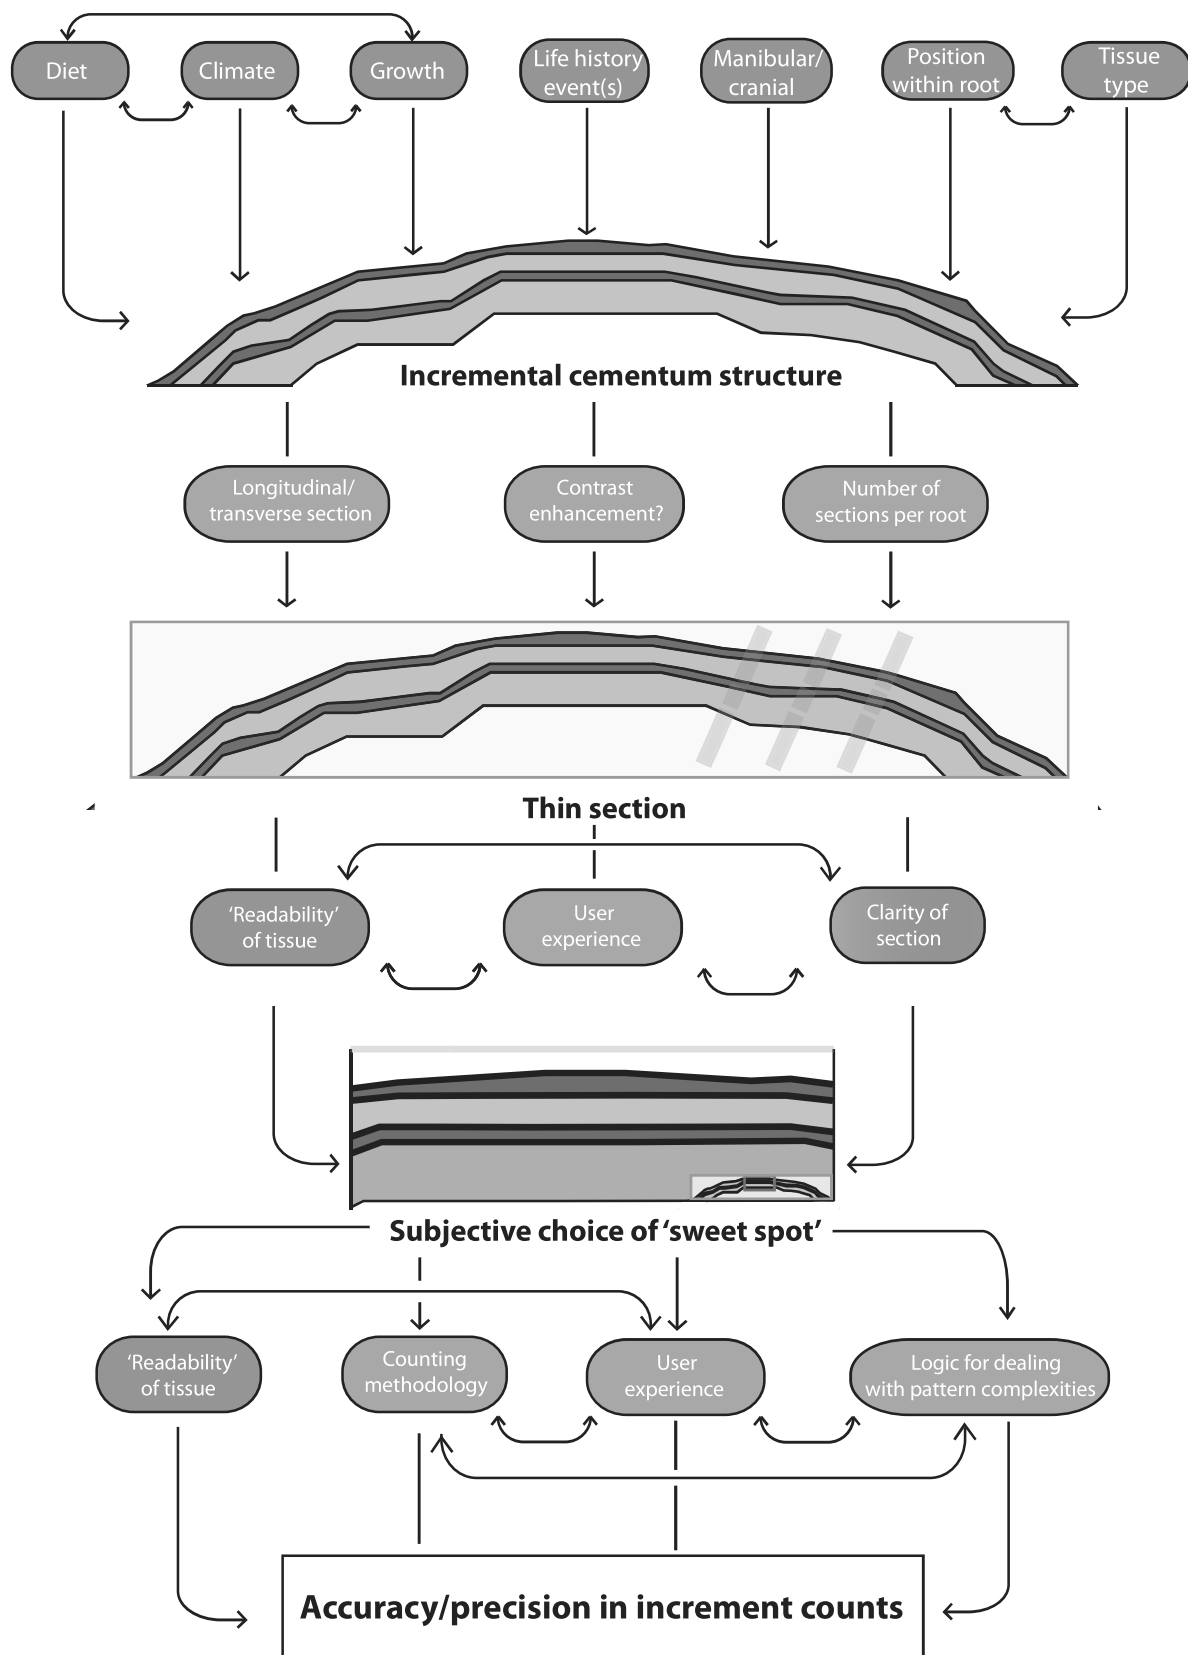 Diet
Climate
Growth
Life history
event(s)
Manibular/
cranial
Position
within root
Tissue
type
Incremental cementum structure
Longitudinal/
transverse section
Contrast
enhancement?
Number of
sections per root
Thin section
‘Readability’
of tissue
User
experience
Clarity of
section
Subjective choice of ‘sweet spot’
‘Readability’
of tissue
Counting
methodology
User
experience
Logic for dealing
with pattern complexities
Accuracy/precision in increment counts